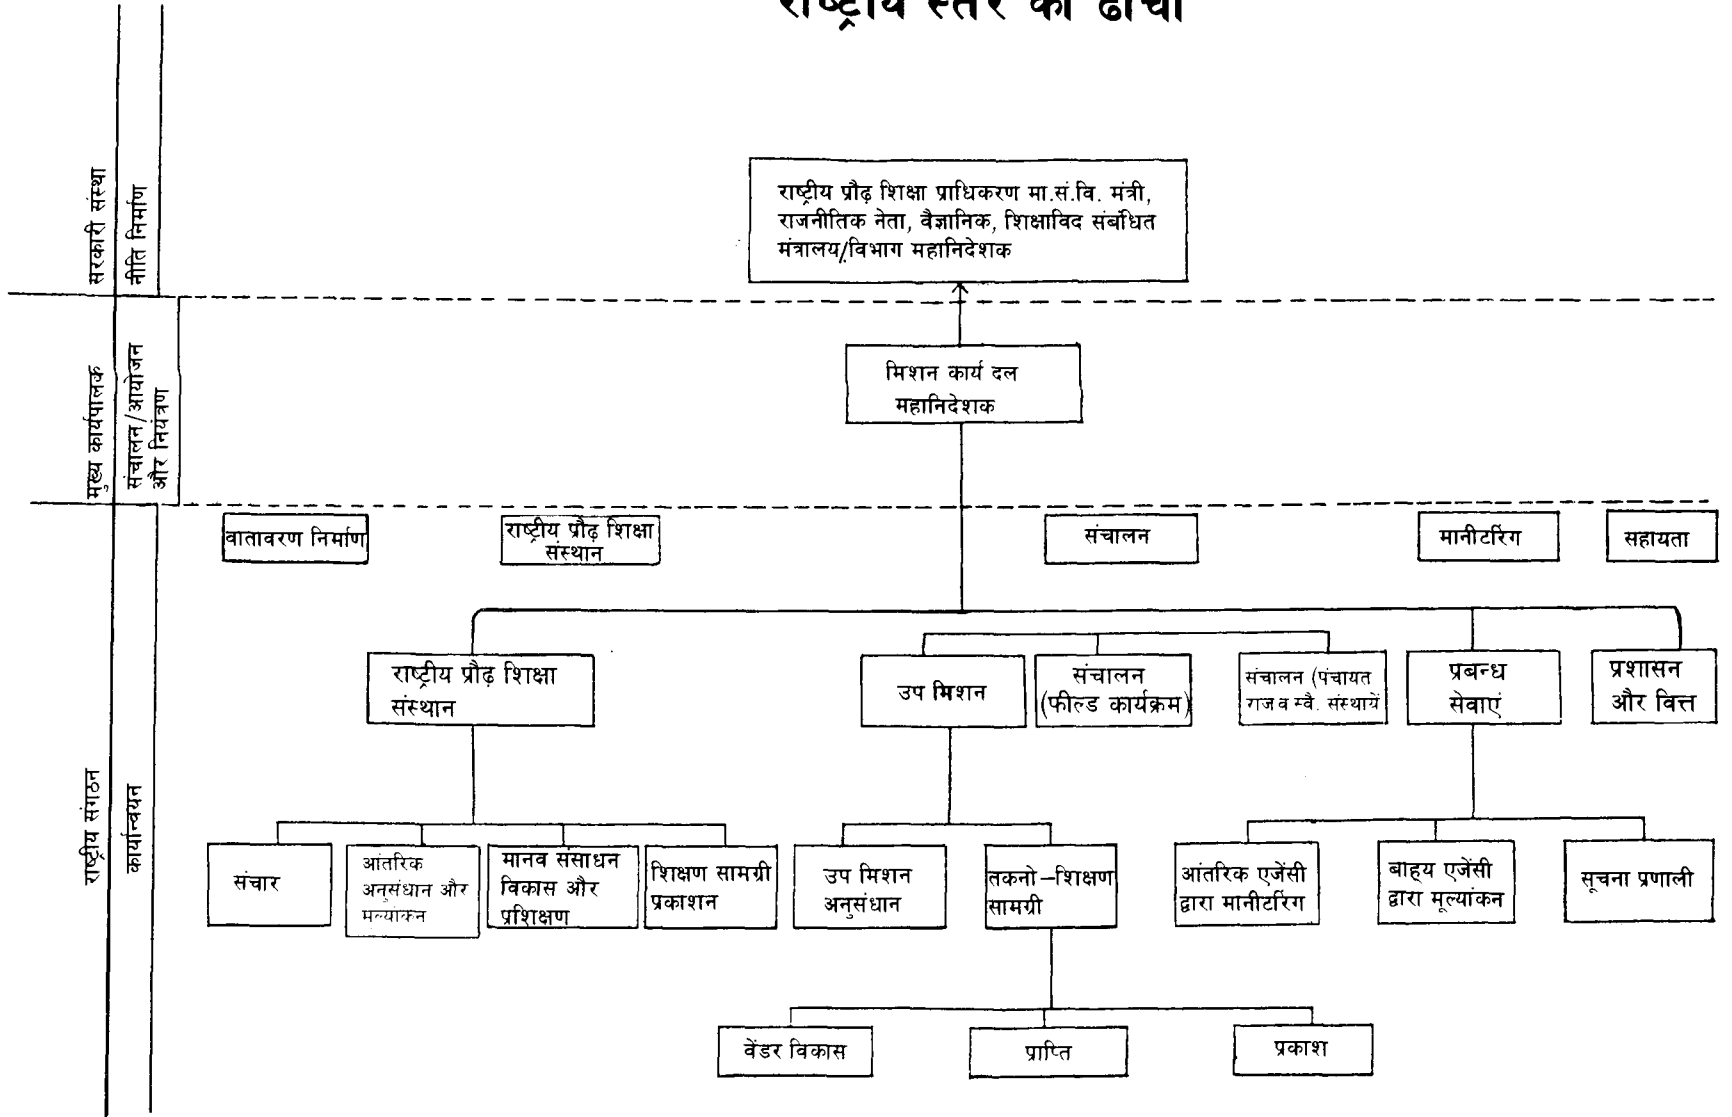 राष्ट्रीय स्तर का ढांचा
सरकारी संस्था
नीति निर्माण
राष्ट्रीय प्रौढ़ शिक्षा प्राधिकरण मा.सं.वि. मंत्री,
राजनीतिक नेता, वैज्ञानिक, शिक्षाविद संबंधित
मंत्रालय/विभाग महानिदेशक
मुख्य कार्यपालक
संचालन/आयोजन
और नियंत्रण
मिशन कार्य दल
महानिदेशक
राष्ट्रीय संगठन
कार्यान्वयन
वातावरण निर्माण
राष्ट्रीय प्रौढ़ शिक्षा
संस्थान
संचालन
मानीटरिंग
सहायता
राष्ट्रीय प्रौढ़ शिक्षा
संस्थान
उप मिशन
संचालन
(फील्ड कार्यक्रम)
संचालन (पंचायत
राज व स्वै. संस्थायें
प्रबन्ध
सेवाएं
प्रशासन
और वित्त
संचार
आंतरिक
अनुसंधान और
मूल्यांकन
मानव संसाधन
विकास और
प्रशिक्षण
शिक्षण सामग्री
प्रकाशन
उप मिशन
अनुसंधान
तकनो–शिक्षण
सामग्री
आंतरिक एजेंसी
द्वारा मानीटरिंग
बाह्य एजेंसी
द्वारा मूल्यांकन
सूचना प्रणाली
वेंडर विकास
प्राप्ति
प्रकाश